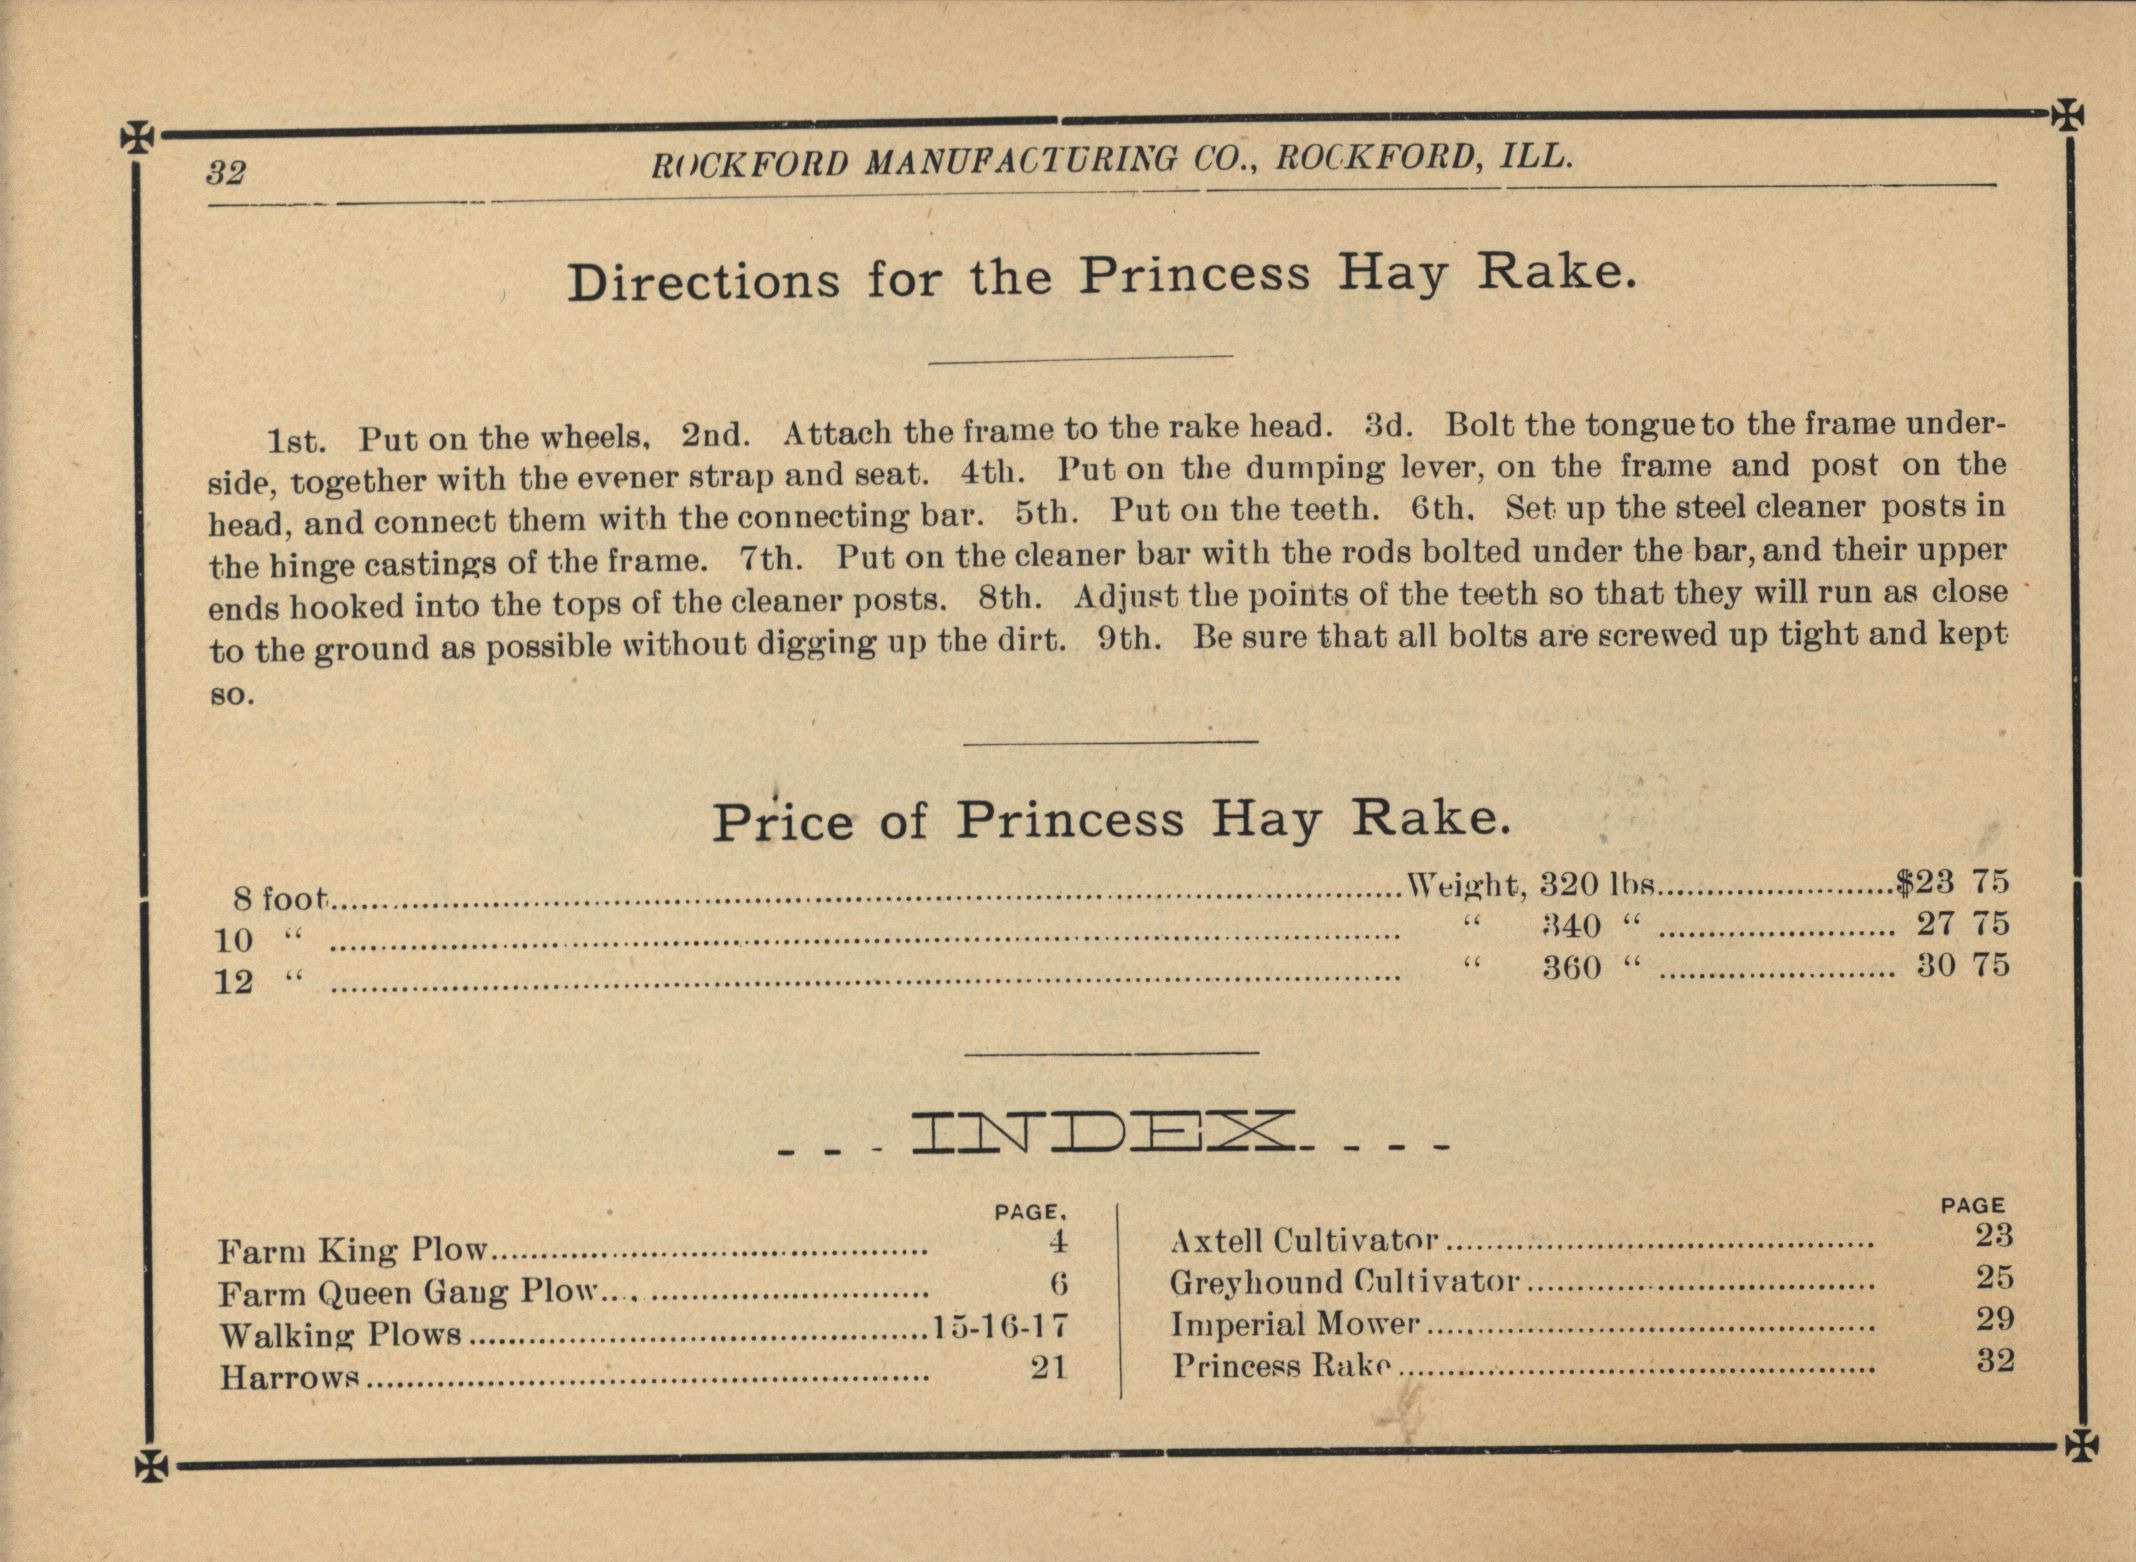 32
ROCKFORD MANUFACTURING CO., ROCKFORD, ILL.
Directions for the Princess Hay Rake.
1st. Put on the wheels. 2nd. Attach the frame to the rake head. 3d. Bolt the tongue to the frame under-
side, together with the evener strap and seat. 4th. Put on the dumping lever, on the frame and post on the
head, and connect them with the connecting bar. 5th. Put on the teeth. 6th. Set up the steel cleaner posts in
the hinge castings of the frame. 7th. Put on the cleaner bar with the rods bolted under the bar, and their upper
ends hooked into the tops of the cleaner posts. 8th. Adjust the points of the teeth so that they will run as close
to the ground as possible without digging up the dirt. 9th. Be sure that all bolts are screwed up tight and kept
so.
Price of Princess Hay Rake.
8 foot........Weight, 320 lbs........$23 75
10 “ ........ “ 340 “ ........ 27 75
12 “ ........ “ 360 “ ........ 30 75
- - - INDEX. - - -
PAGE.
Farm King Plow........ 4
Farm Queen Gang Plow........ 6
Walking Plows........15-16-17
Harrows........ 21
PAGE
Axtell Cultivator........ 23
Greyhound Cultivator........ 25
Imperial Mower........ 29
Princess Rake........ 32